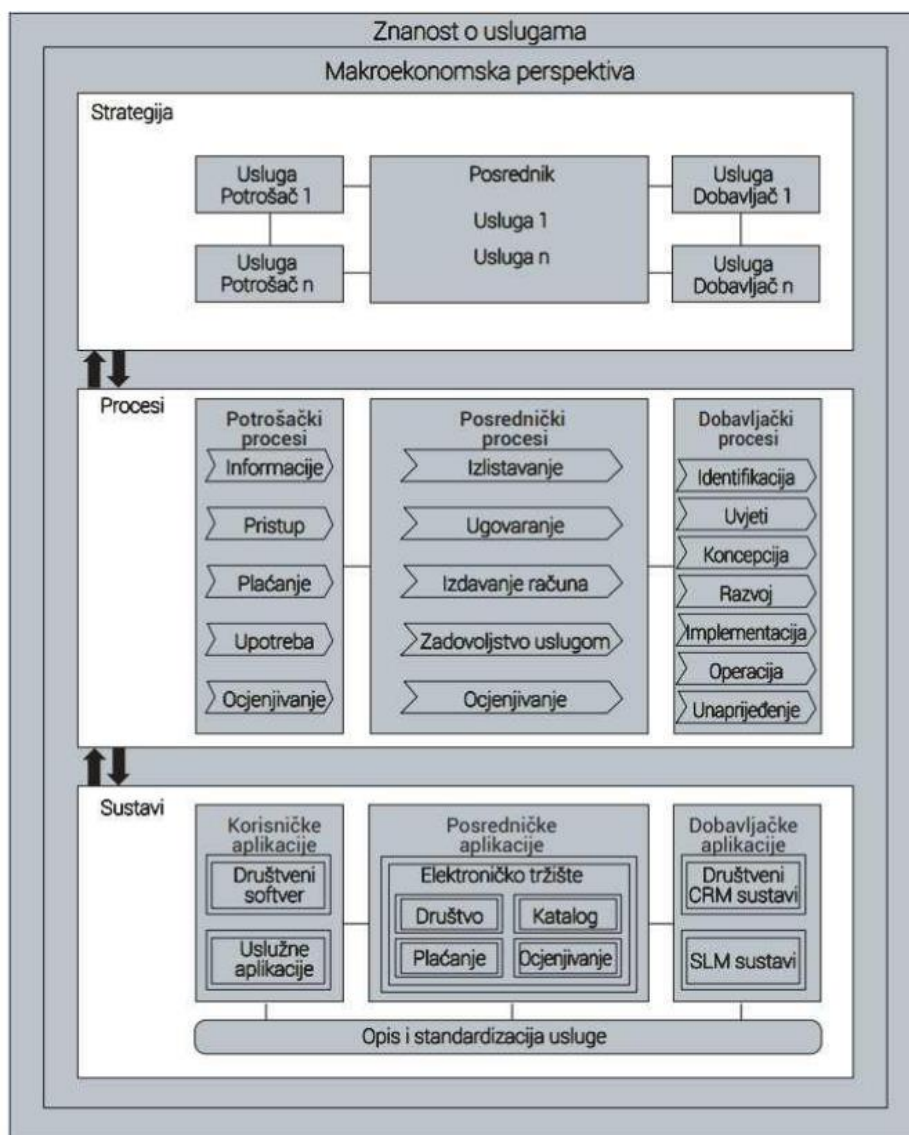 Znanost o uslugama
Makroekonomska perspektiva
Strategija
Usluga
Potrošač 1
Posrednik
Usluga
Dobavljač 1
Usluga 1
Usluga n
Usluga
Potrošač n
Usluga
Dobavljač n
Procesi
Potrošački
procesi
Informacije
Pristup
Plaćanje
Upotreba
Ocjenjivanje
Posrednički
procesi
Izlistavanje
Ugovaranje
Izdavanje računa
Zadovoljstvo uslugom
Ocjenjivanje
Dobavljački
procesi
Identifikacija
Uvjeti
Koncepcija
Razvoj
Implementacija
Operacija
Unaprijeđenje
Sustavi
Korisničke
aplikacije
Društveni
softver
Uslužne
aplikacije
Posredničke
aplikacije
Elektroničko tržište
Društvo
Katalog
Plaćanje
Ocjenjivanje
Dobavljačke
aplikacije
Društveni
CRM sustavi
SLM sustavi
Opis i standardizacija usluge